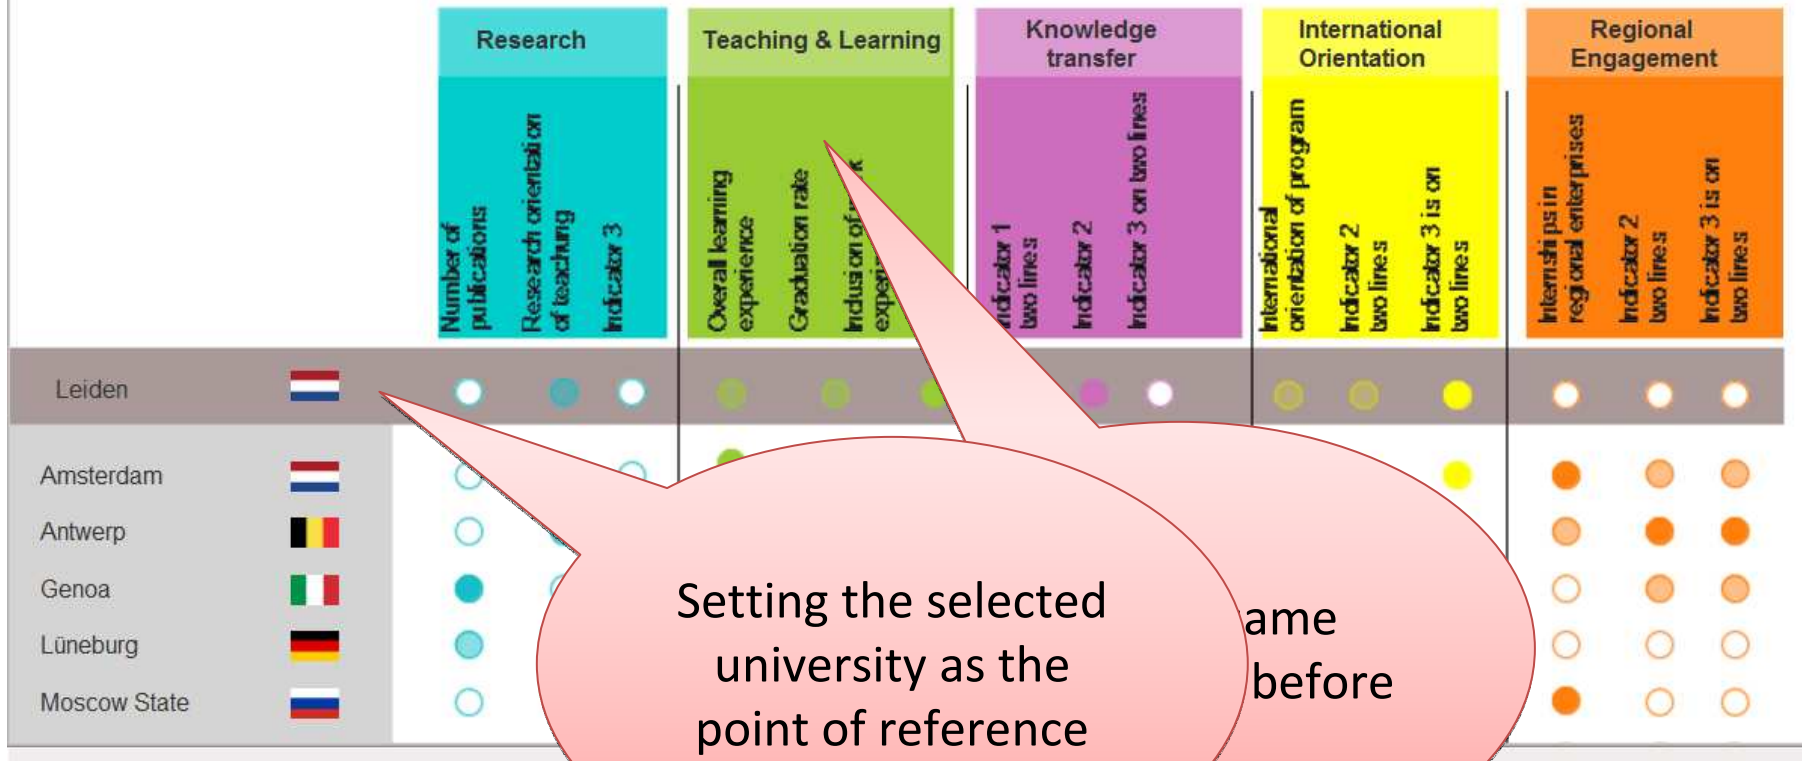 Research
Teaching & Learning
Knowledge
transfer
International
Orientation
Regional
Engagement
Number of
publications
Research orientation
of teachung
Indicator 3
Overall learning
experience
Graduation rate
Inclusion of
Indicator 1
two lines
Indicator 2
Indicator 3 on two lines
International
orientation of program
Indicator 2
two lines
Indicator 3 is on
two lines
Internships in
regional enterprises
Indicator 2
two lines
Indicator 3 is on
two lines
Leiden
Amsterdam
Antwerp
Genoa
Lüneburg
Moscow State
Setting the selected
university as the
point of reference
ame
before